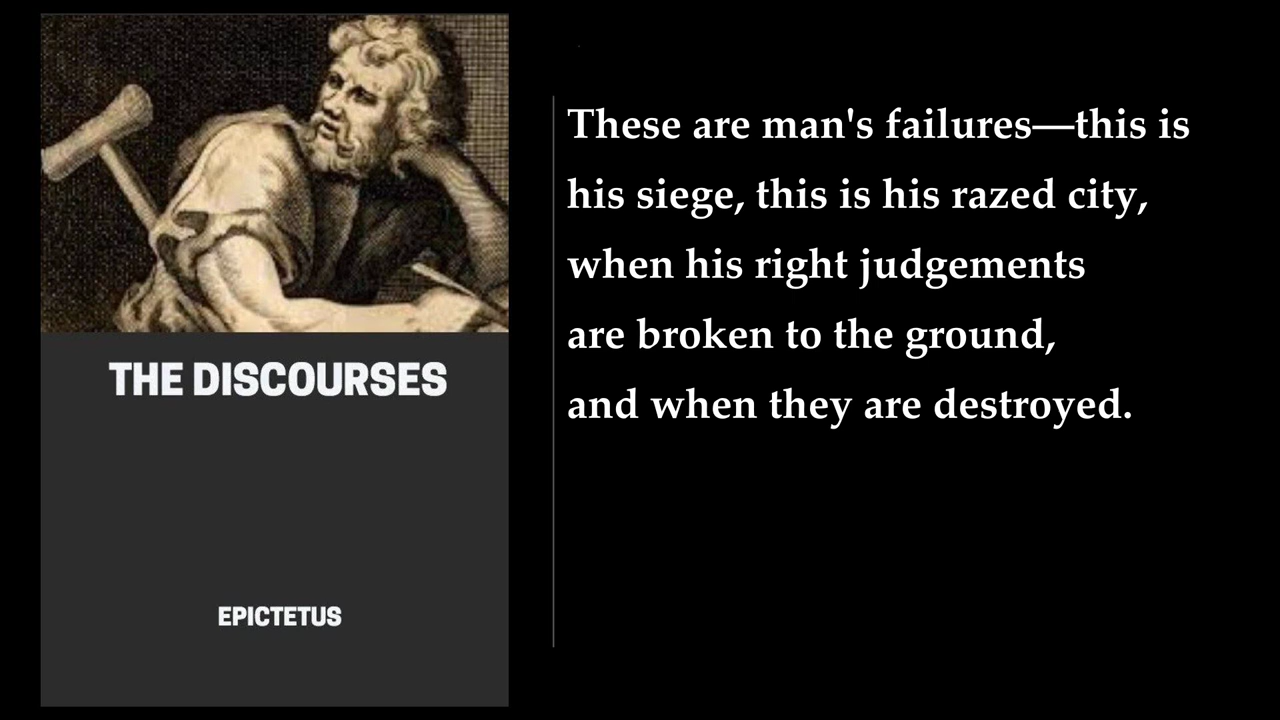 THE DISCOURSES
EPICTETUS
These are man's failures—this is
his siege, this is his razed city,
when his right judgements
are broken to the ground,
and when they are destroyed.